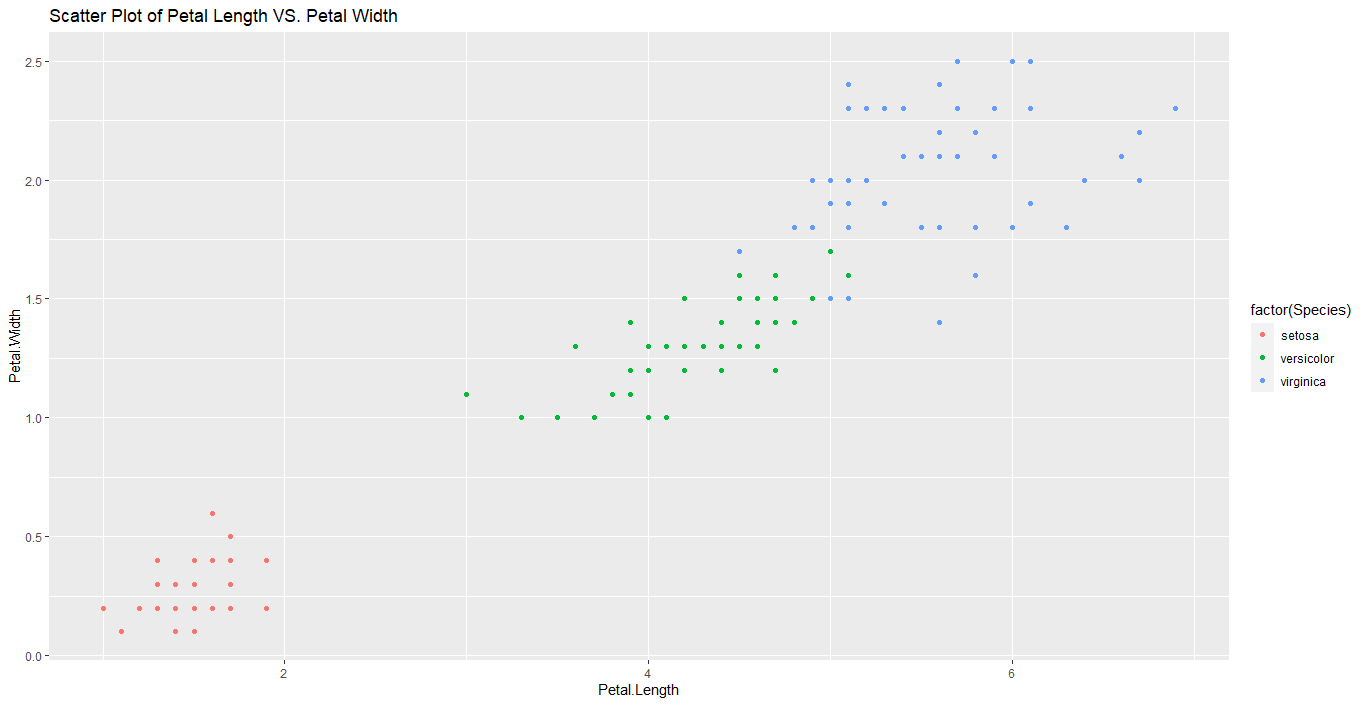 Scatter Plot of Petal Length VS. Petal Width
2.5
2.0
1.5
1.0
0.5
0.0
Petal.Width
2
4
6
Petal.Length
factor(Species)
setosa
versicolor
virginica